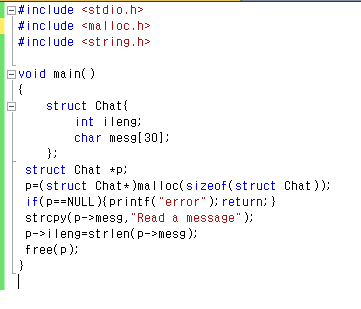 #include <stdio.h>
#include <malloc.h>
#include <string.h>
void main()
{
struct Chat{
int ileng;
char mesg[30];
};
struct Chat *p;
p=(struct Chat*)malloc(sizeof(struct Chat));
if(p==NULL){printf("error");return;}
strcpy(p->mesg,"Read a message");
p->ileng=strlen(p->mesg);
free(p);
}